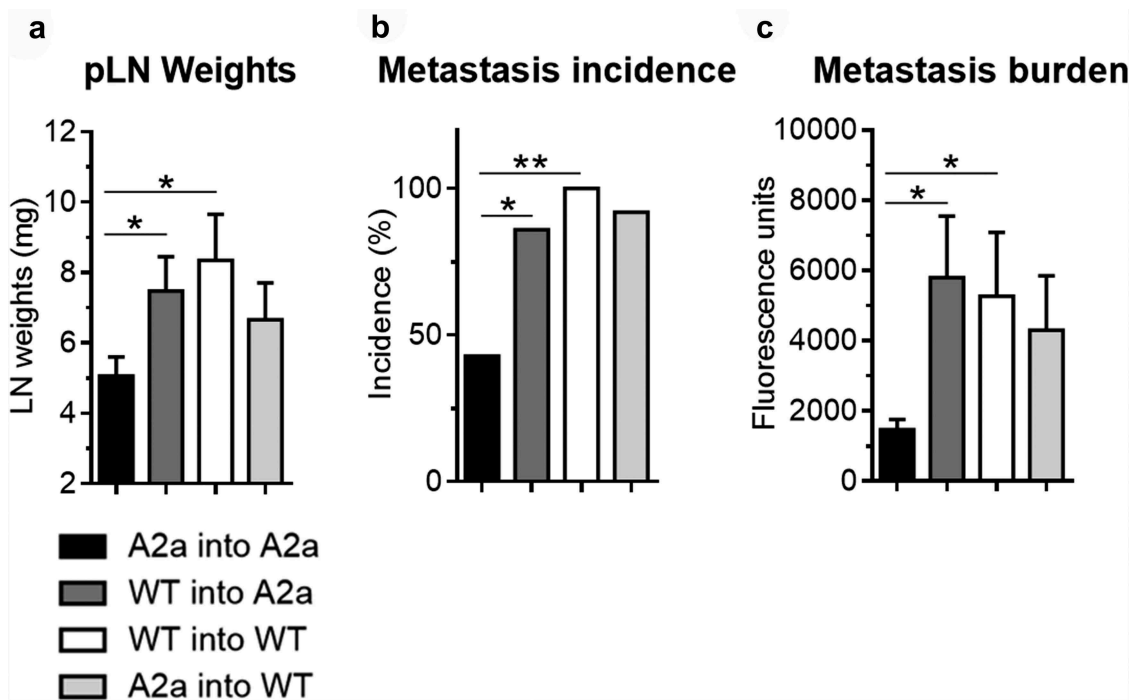 a
pLN Weights
LN weights (mg)
12
10
8
6
4
2
*
*
b
Metastasis incidence
Incidence (%)
100
50
0
**
*
c
Metastasis burden
Fluorescence units
10000
8000
6000
4000
2000
0
*
*
A2a into A2a
WT into A2a
WT into WT
A2a into WT